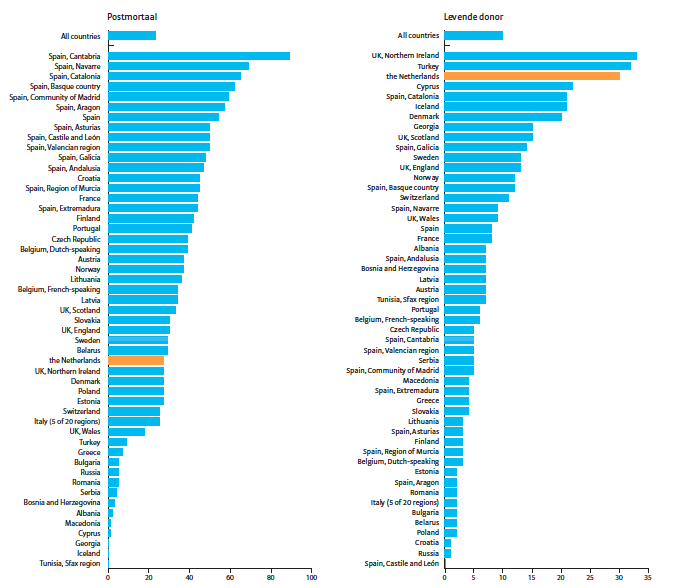 Postmortaal
All countries
Spain, Cantabria
Spain, Navarre
Spain, Catalonia
Spain, Basque country
Spain, Community of Madrid
Spain, Aragon
Spain
Spain, Asturias
Spain, Castile and León
Spain, Valencian region
Spain, Galicia
Spain, Andalusia
Croatia
Spain, Region of Murcia
France
Spain, Extremadura
Finland
Portugal
Czech Republic
Belgium, Dutch-speaking
Austria
Norway
Lithuania
Belgium, French-speaking
Latvia
UK, Scotland
Slovakia
UK, England
Sweden
Belarus
the Netherlands
UK, Northern Ireland
Denmark
Poland
Estonia
Switzerland
Italy (5 of 20 regions)
UK, Wales
Turkey
Greece
Bulgaria
Russia
Romania
Serbia
Bosnia and Herzegovina
Albania
Macedonia
Cyprus
Georgia
Iceland
Tunisia, Sfax region
0 20 40 60 80 100
Levende donor
All countries
UK, Northern Ireland
Turkey
the Netherlands
Cyprus
Spain, Catalonia
Iceland
Denmark
Georgia
UK, Scotland
Spain, Galicia
Sweden
UK, England
Norway
Spain, Basque country
Switzerland
Spain, Navarre
UK, Wales
Spain
France
Albania
Spain, Andalusia
Bosnia and Herzegovina
Latvia
Austria
Tunisia, Sfax region
Portugal
Belgium, French-speaking
Czech Republic
Spain, Cantabria
Spain, Valencian region
Serbia
Spain, Community of Madrid
Macedonia
Spain, Extremadura
Greece
Slovakia
Lithuania
Spain, Asturias
Finland
Spain, Region of Murcia
Belgium, Dutch-speaking
Estonia
Spain, Aragon
Romania
Italy (5 of 20 regions)
Bulgaria
Belarus
Poland
Croatia
Russia
Spain, Castile and León
0 5 10 15 20 25 30 35